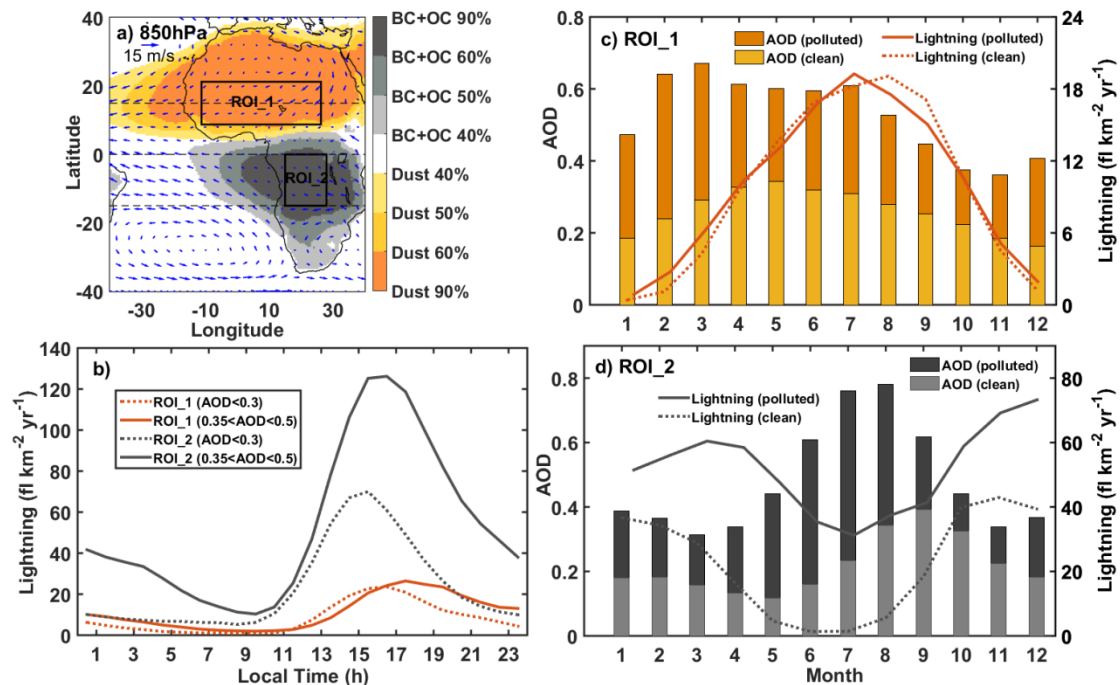 a) 850hPa
15 m/s
ROI_1
ROI_2
40
20
0
-20
-40
Latitude
-30
-10
10
30
Longitude
BC+OC 90%
BC+OC 60%
BC+OC 50%
BC+OC 40%
Dust 40%
Dust 50%
Dust 60%
Dust 90%
c) ROI_1
AOD (polluted)
AOD (clean)
Lightning (polluted)
Lightning (clean)
0.8
0.6
0.4
0.2
0
AOD
24
18
12
6
0
Lightning (fl km-2 yr-1)
1 2 3 4 5 6 7 8 9 10 11 12
b)
ROI_1 (AOD<0.3)
ROI_1 (0.35<AOD<0.5)
ROI_2 (AOD<0.3)
ROI_2 (0.35<AOD<0.5)
140
120
100
80
60
40
20
0
Lightning (fl km-2 yr-1)
1 3 5 7 9 11 13 15 17 19 21 23
Local Time (h)
d) ROI_2
AOD (polluted)
AOD (clean)
Lightning (polluted)
Lightning (clean)
0.8
0.6
0.4
0.2
0
AOD
80
60
40
20
0
Lightning (fl km-2 yr-1)
1 2 3 4 5 6 7 8 9 10 11 12
Month